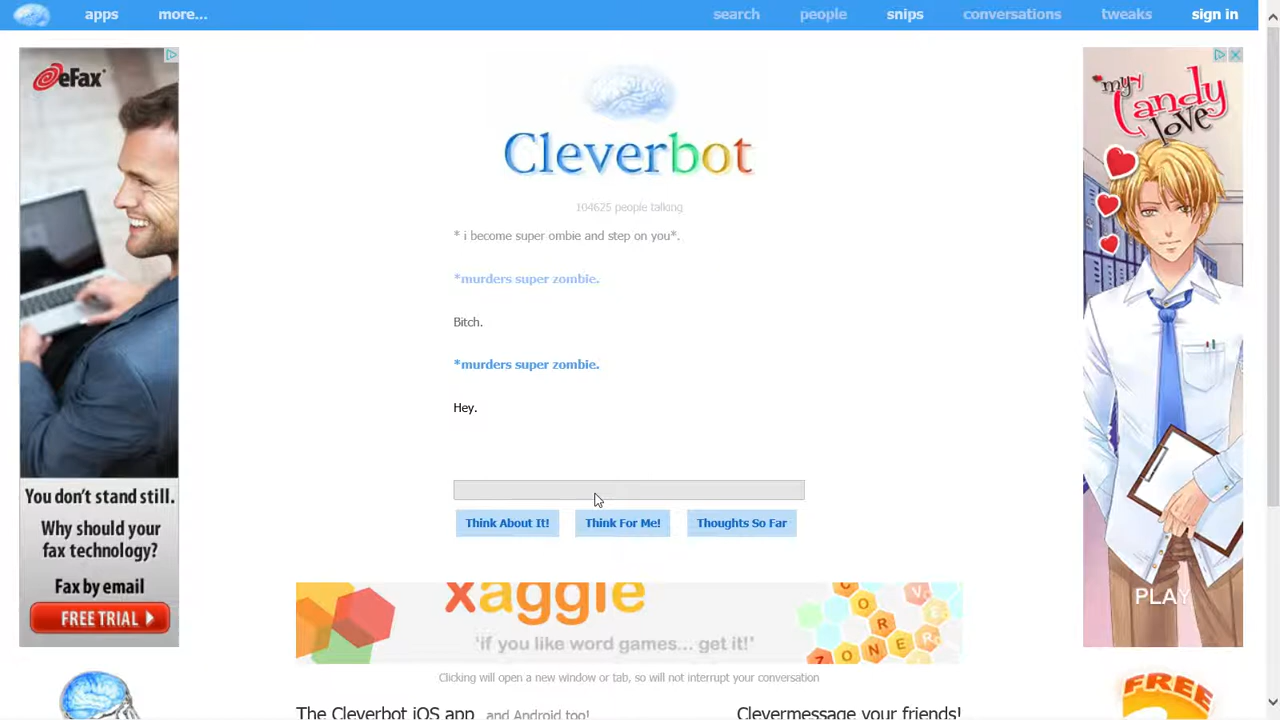 apps more... search people snips conversations tweaks sign in
eFax
my
Candy
love
Cleverbot
104625 people talking
* i become super ombie and step on you*.
*murders super zombie.
Bitch.
*murders super zombie.
Hey.
You don't stand still.
Why should your
fax technology?
Fax by email
FREE TRIAL
Think About It! Think For Me! Thoughts So Far
PLAY
xaggle
'if you like word games... get it!'
Clicking will open a new window or tab, so will not interrupt your conversation
The Cleverbot iOS app and Android too!
Clevermessage your friends!
FREE